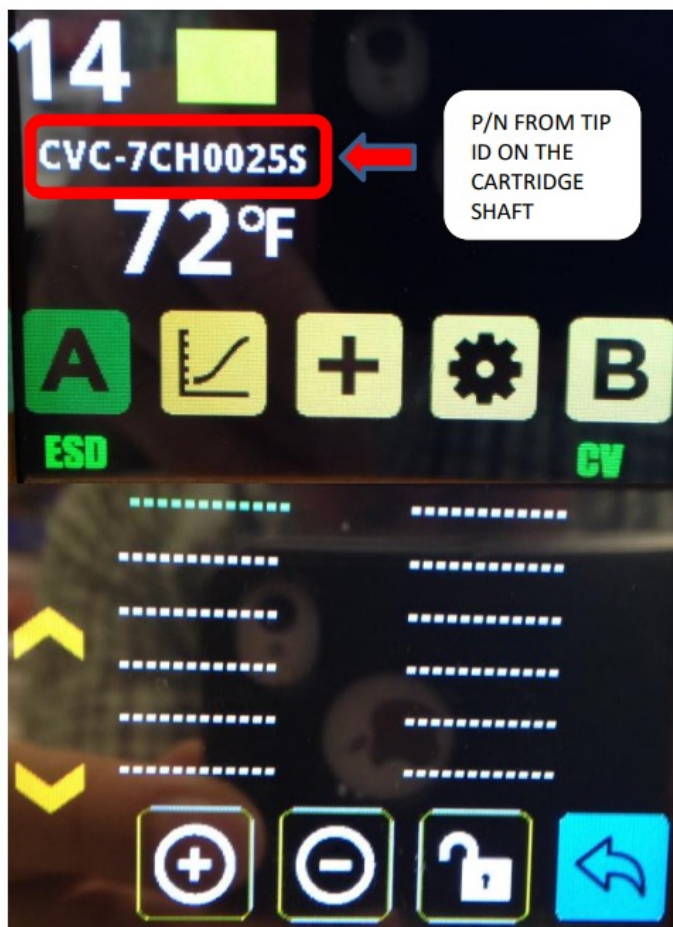 14
CVC-7CH0025S
P/N FROM TIP
ID ON THE
CARTRIDGE
SHAFT
72°F
A
B
ESD
CV